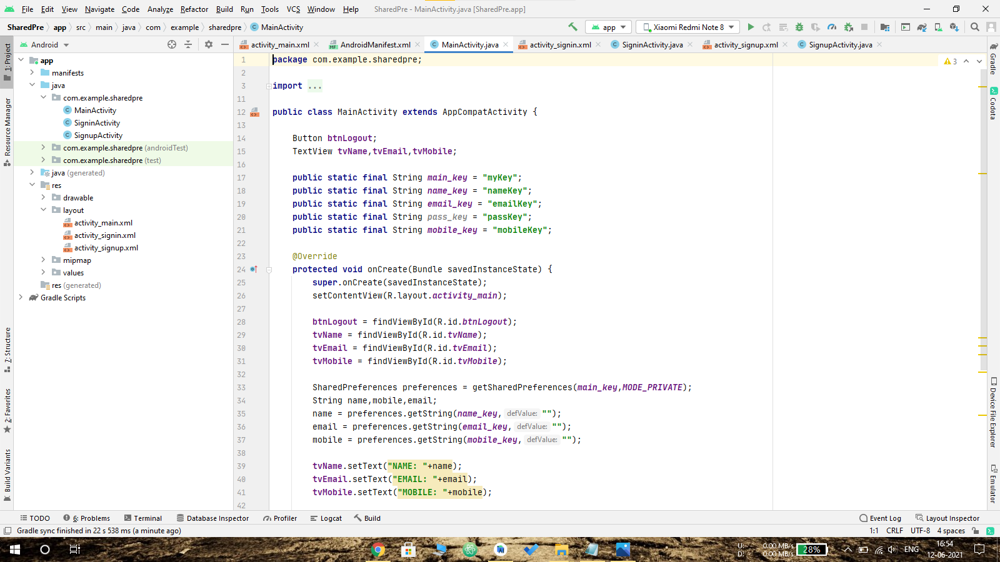 File Edit View Navigate Code Analyze Refactor Build Run Tools VCS Window Help SharedPre - MainActivity.java [SharedPre.app]
SharedPre app src main java com example sharedpre MainActivity app Xiaomi Redmi Note 8
Android activity_main.xml AndroidManifest.xml MainActivity.java activity_signin.xml SigninActivity.java activity_signup.xml SignupActivity.java
1: Project
Resource Manager
7: Structure
2: Favorites
Build Variants
app
manifests
java
com.example.sharedpre
MainActivity
SigninActivity
SignupActivity
com.example.sharedpre (androidTest)
com.example.sharedpre (test)
java (generated)
res
drawable
layout
activity_main.xml
activity_signin.xml
activity_signup.xml
mipmap
values
res (generated)
Gradle Scripts
1 package com.example.sharedpre;
2
3 import ...
11
12 public class MainActivity extends AppCompatActivity {
13
14 Button btnLogout;
15 TextView tvName,tvEmail,tvMobile;
16
17 public static final String main_key = "myKey";
18 public static final String name_key = "nameKey";
19 public static final String email_key = "emailKey";
20 public static final String pass_key = "passKey";
21 public static final String mobile_key = "mobileKey";
22
23 @Override
24 protected void onCreate(Bundle savedInstanceState) {
25 super.onCreate(savedInstanceState);
26 setContentView(R.layout.activity_main);
27
28 btnLogout = findViewById(R.id.btnLogout);
29 tvName = findViewById(R.id.tvName);
30 tvEmail = findViewById(R.id.tvEmail);
31 tvMobile = findViewById(R.id.tvMobile);
32
33 SharedPreferences preferences = getSharedPreferences(main_key,MODE_PRIVATE);
34 String name,mobile,email;
35 name = preferences.getString(name_key, defValue: "");
36 email = preferences.getString(email_key, defValue: "");
37 mobile = preferences.getString(mobile_key, defValue: "");
38
39 tvName.setText("NAME: "+name);
40 tvEmail.setText("EMAIL: "+email);
41 tvMobile.setText("MOBILE: "+mobile);
42
3
Gradle
Codota
Device File Explorer
Emulator
TODO 6: Problems Terminal Database Inspector Profiler Logcat Build Event Log Layout Inspector
Gradle sync finished in 22 s 538 ms (a minute ago) 1:1 CRLF UTF-8 4 spaces
U: 0.00 MB/s
D: 0.00 MB/s
28%
ENG
16:54
12-06-2021